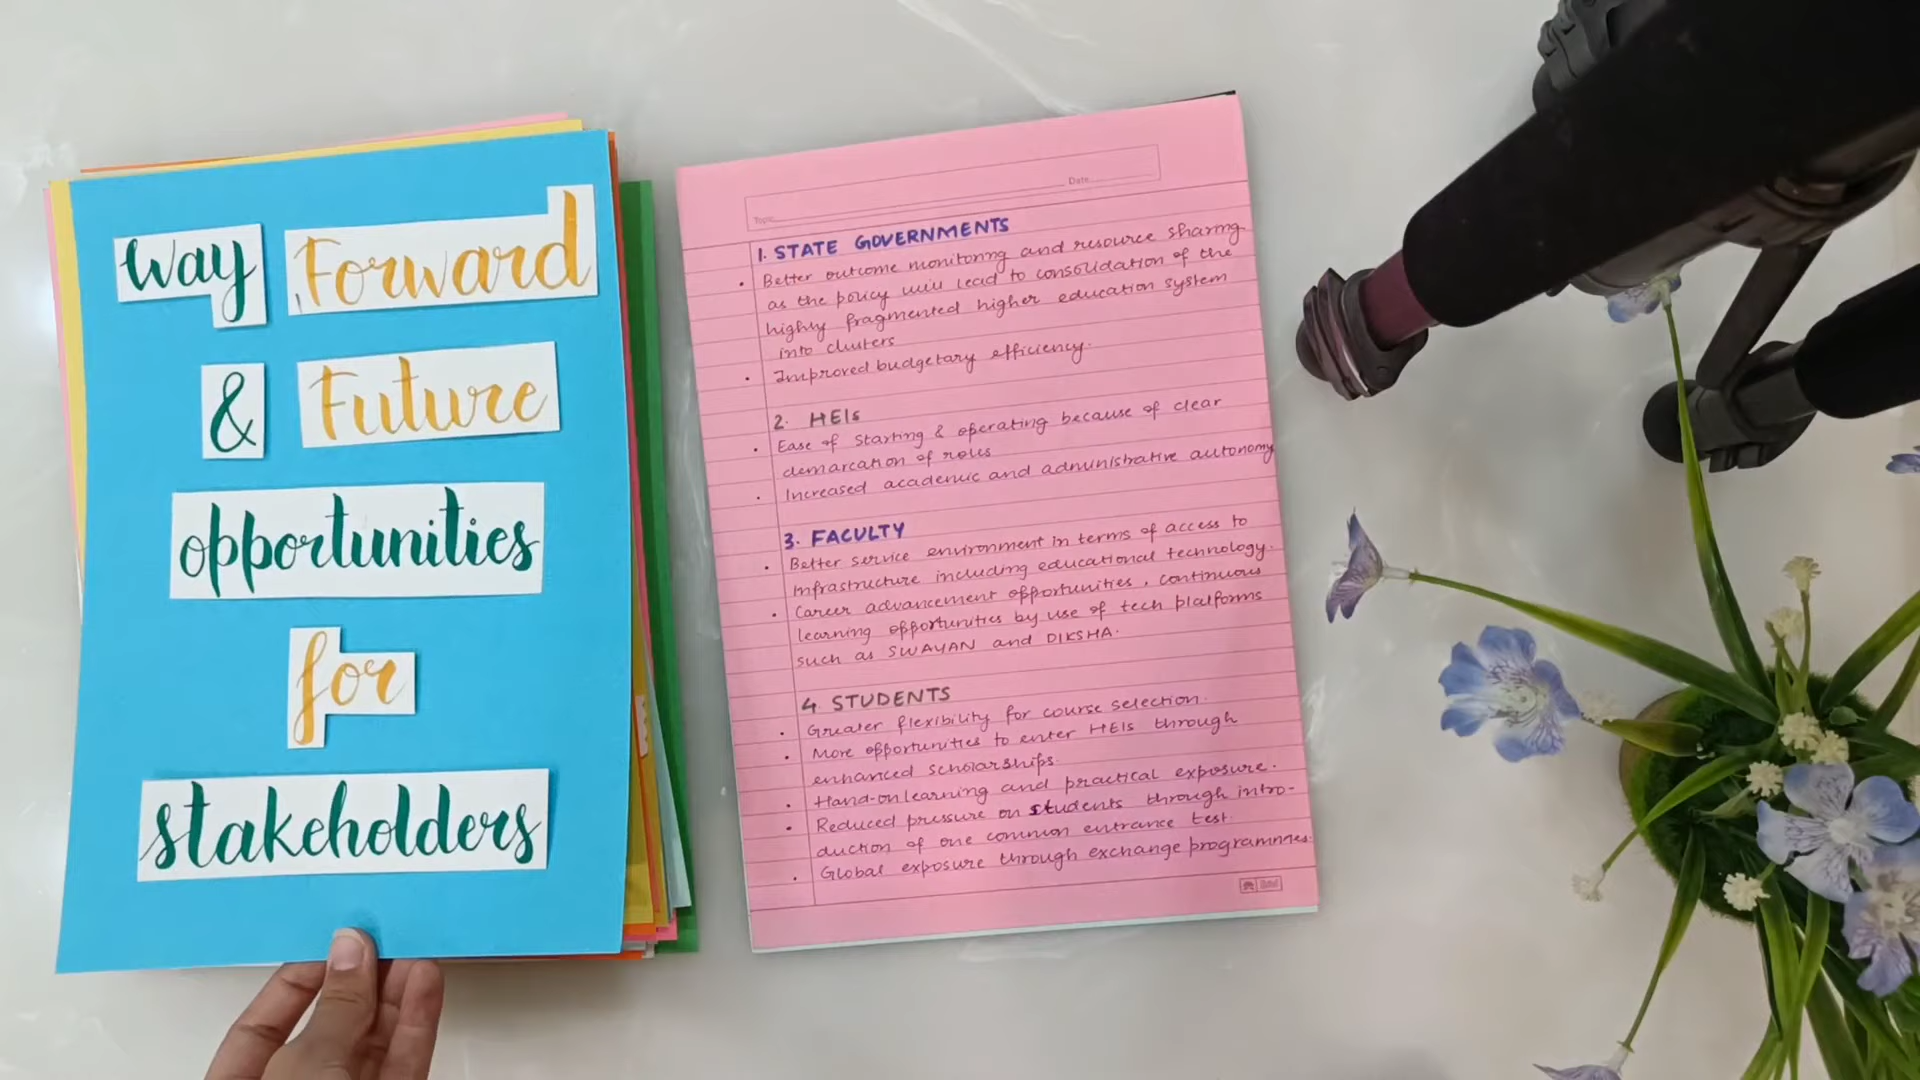 Way Forward
& Future
opportunities
for
stakeholders
Topic
Date
1. STATE GOVERNMENTS
• Better outcome monitoring and resource sharing
as the policy will lead to consolidation of the
highly fragmented higher education system
into clusters
• Improved budgetary efficiency.
2. HEIs
• Ease of starting & operating because of clear
demarcation of roles
• Increased academic and administrative autonomy
3. FACULTY
• Better service environment in terms of access to
infrastructure including educational technology.
• Career advancement opportunities, continuous
learning opportunities by use of tech platforms
such as SWAYAN and DIKSHA.
4. STUDENTS
• Greater flexibility for course selection.
• More opportunities to enter HEIs through
enhanced scholarships.
• Hand-on learning and practical exposure.
• Reduced pressure on students through intro-
duction of one common entrance test.
• Global exposure through exchange programmes.